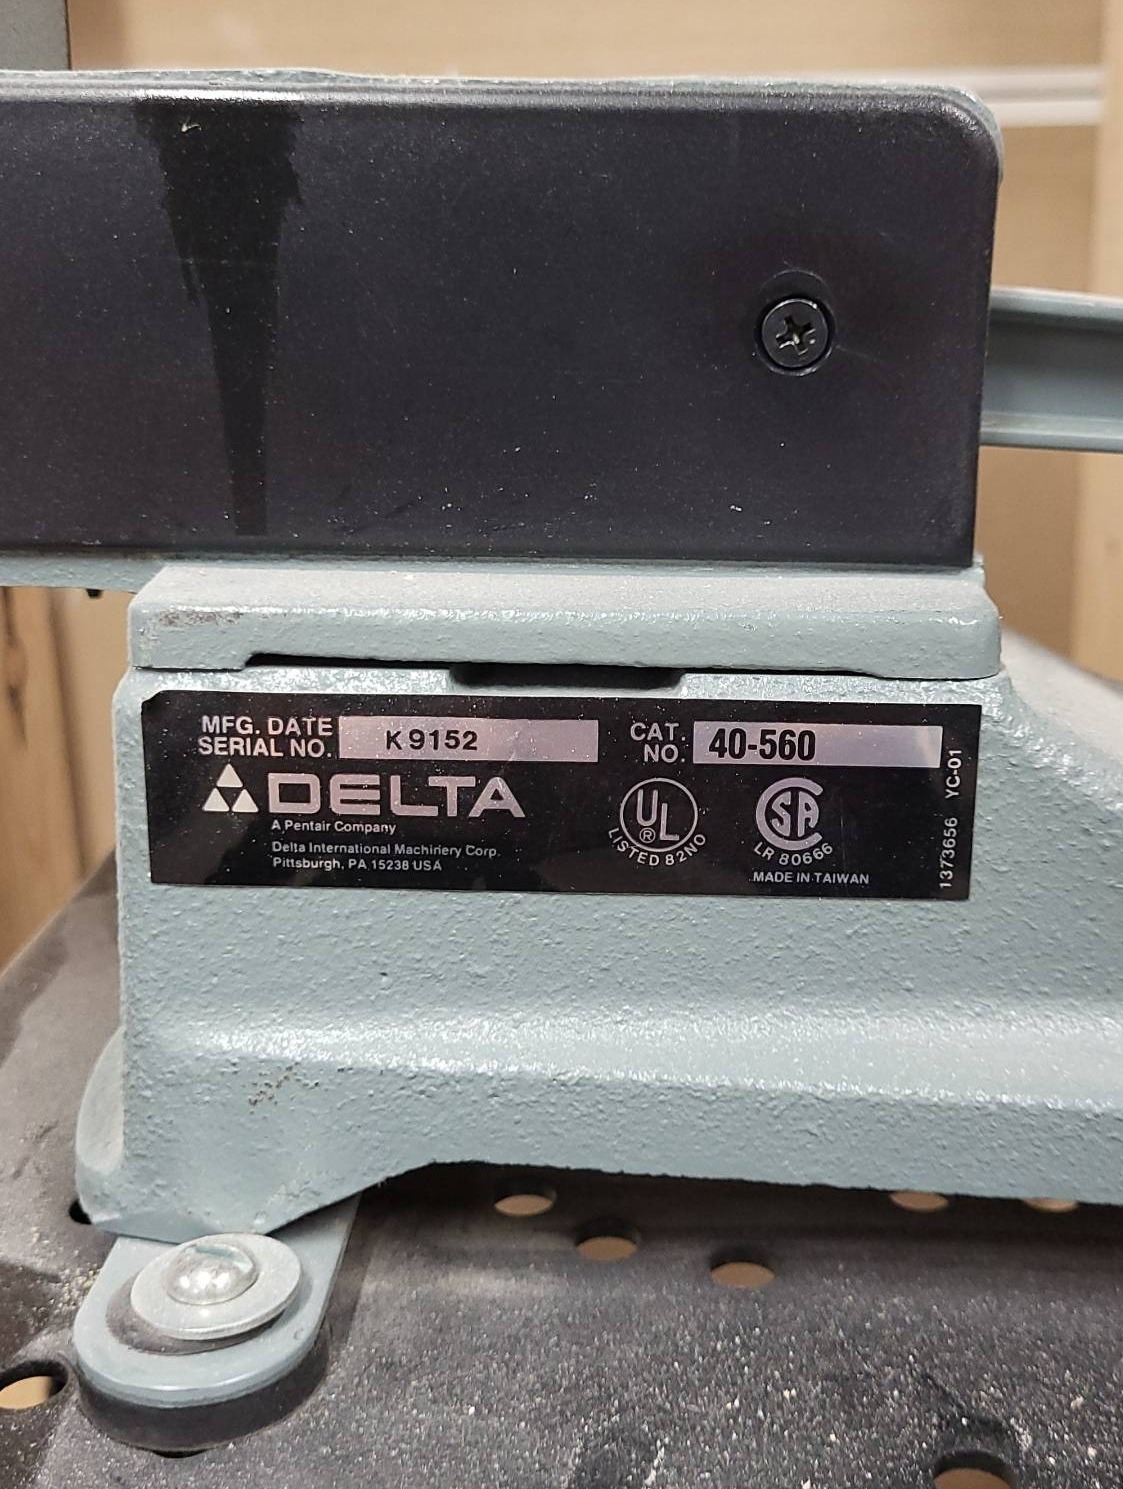 MFG. DATE
SERIAL NO.
K9152
CAT.
NO.
40-560
DELTA
A Pentair Company
Delta International Machinery Corp.
Pittsburgh, PA 15238 USA
UL
®
LISTED 82NO
SA
LR 80666
MADE IN TAIWAN
1373656 YC-01